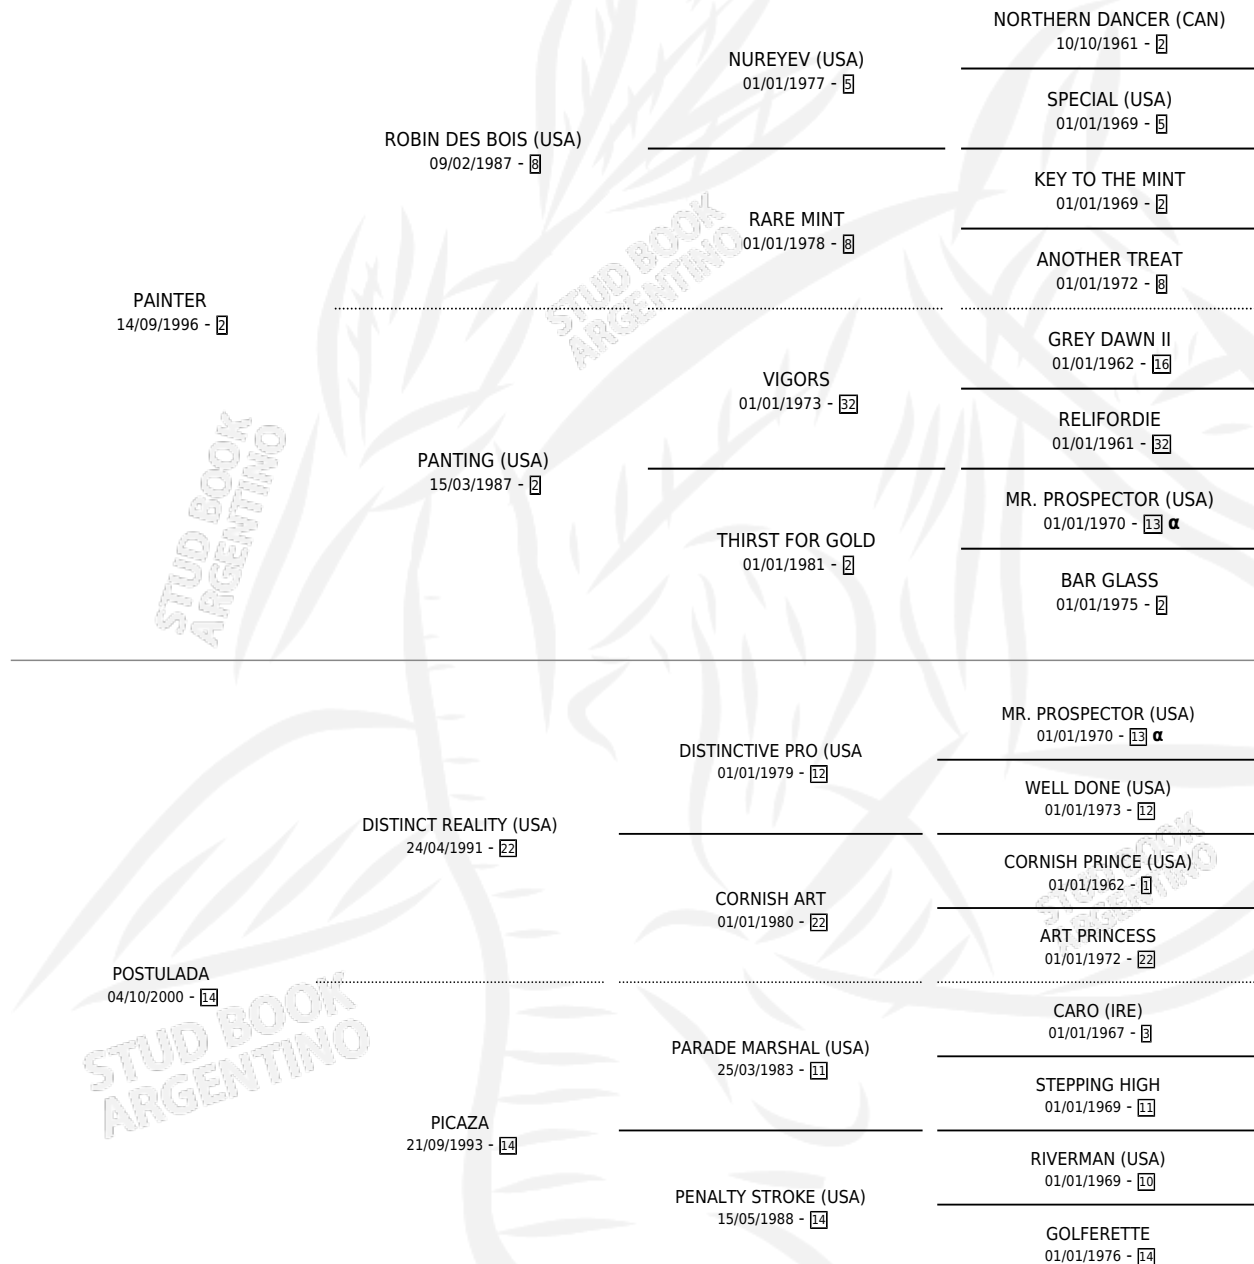 NORTHERN DANCER (CAN)
10/10/1961 - 2
NUREYEV (USA)
01/01/1977 - 5
SPECIAL (USA)
01/01/1969 - 5
ROBIN DES BOIS (USA)
09/02/1987 - 8
KEY TO THE MINT
01/01/1969 - 2
RARE MINT
01/01/1978 - 8
ANOTHER TREAT
01/01/1972 - 8
PAINTER
14/09/1996 - 2
GREY DAWN II
01/01/1962 - 16
VIGORS
01/01/1973 - 32
RELIFORDIE
01/01/1961 - 32
PANTING (USA)
15/03/1987 - 2
MR. PROSPECTOR (USA)
01/01/1970 - 13 α
THIRST FOR GOLD
01/01/1981 - 2
BAR GLASS
01/01/1975 - 2
MR. PROSPECTOR (USA)
01/01/1970 - 13 α
DISTINCTIVE PRO (USA
01/01/1979 - 12
WELL DONE (USA)
01/01/1973 - 12
DISTINCT REALITY (USA)
24/04/1991 - 22
CORNISH PRINCE (USA)
01/01/1962 - 1
CORNISH ART
01/01/1980 - 22
ART PRINCESS
01/01/1972 - 22
POSTULADA
04/10/2000 - 14
CARO (IRE)
01/01/1967 - 3
PARADE MARSHAL (USA)
25/03/1983 - 11
STEPPING HIGH
01/01/1969 - 11
PICAZA
21/09/1993 - 14
RIVERMAN (USA)
01/01/1969 - 10
PENALTY STROKE (USA)
15/05/1988 - 14
GOLFERETTE
01/01/1976 - 14
STUD BOOK
ARGENTINO
STUD BOOK
ARGENTINO
STUD BOOK
ARGENTINO
STUD BOOK
ARGENTINO